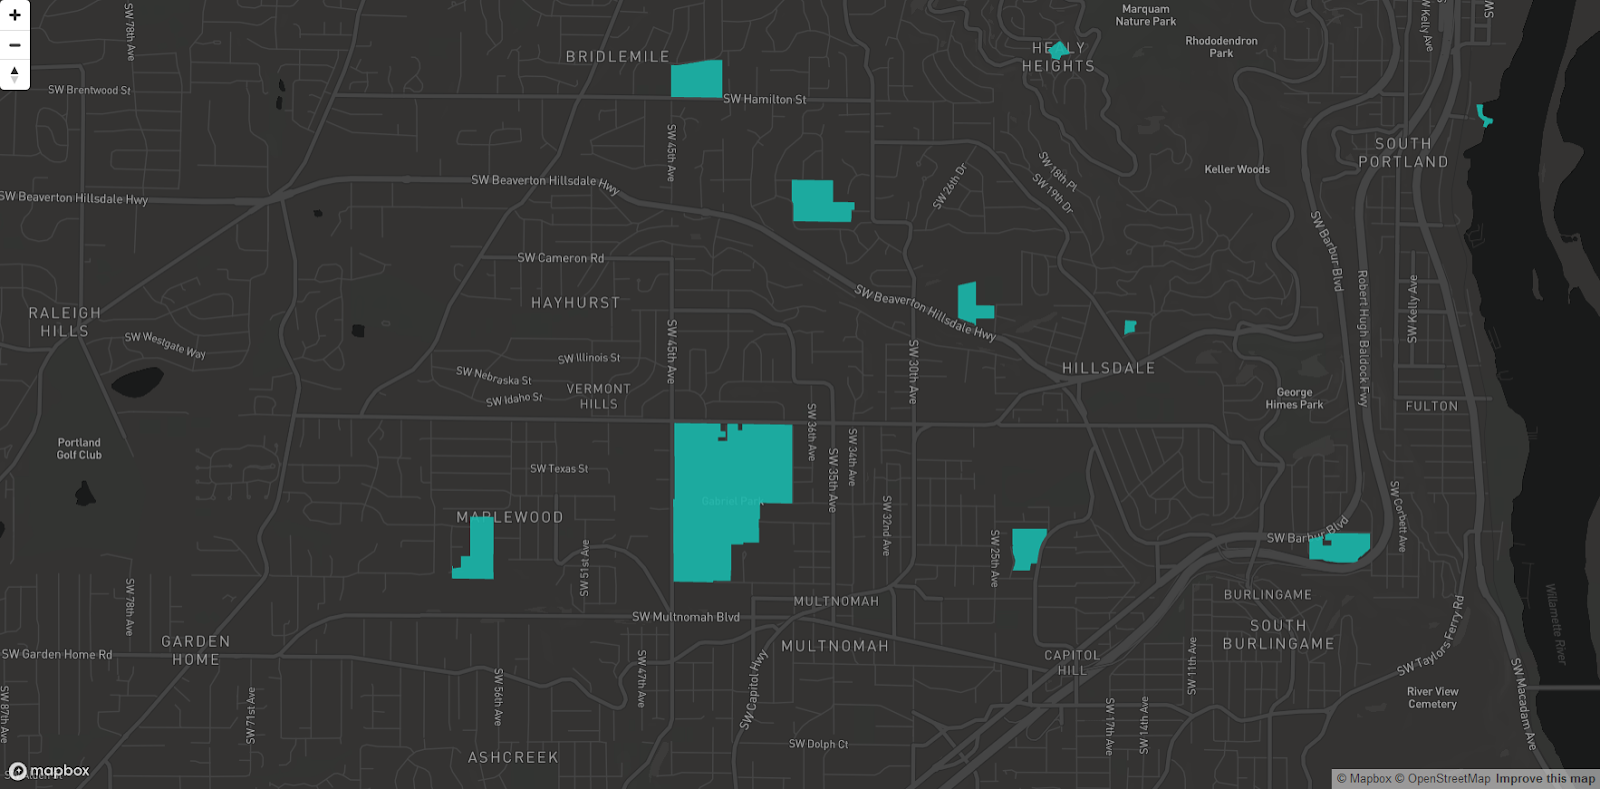 SW 78th Ave
BRIDLEMILE
Marquam
Nature Park
SW Kelly Ave
SW
HEALY
HEIGHTS
Rhododendron
Park
SW Brentwood St
SW Hamilton St
SW 45th Ave
SOUTH
PORTLAND
SW 18th Pl
SW 19th Dr
SW 26th Dr
Keller Woods
SW Beaverton Hillsdale Hwy
SW Beaverton Hillsdale Hwy
SW Barbur Blvd
SW Cameron Rd
HAYHURST
SW Beaverton Hillsdale Hwy
Robert Hugh Baldock Fwy
SW Kelly Ave
RALEIGH
HILLS
SW Westgate Way
SW 45th Ave
SW Illinois St
SW 30th Ave
HILLSDALE
SW Nebraska St
VERMONT
HILLS
SW Idaho St
George
Himes Park
FULTON
Portland
Golf Club
SW 36th Ave
SW 34th Ave
SW 35th Ave
SW Texas St
Gabriel Park
SW 32nd Ave
MAPLEWOOD
SW 25th Ave
SW Barbur Blvd
SW Corbett Ave
SW 51st Ave
SW 78th Ave
MULTNOMAH
BURLINGAME
SW Multnomah Blvd
SOUTH
BURLINGAME
Willamette River
GARDEN
HOME
SW Garden Home Rd
MULTNOMAH
CAPITOL
HILL
SW Taylors Ferry Rd
SW 87th Ave
SW 71st Ave
SW 56th Ave
SW 47th Ave
SW Capitol Hwy
SW 11th Ave
SW 17th Ave
SW 14th Ave
River View
Cemetery
SW Macadam Ave
SW Dolph Ct
ASHCREEK
mapbox
© Mapbox © OpenStreetMap Improve this map